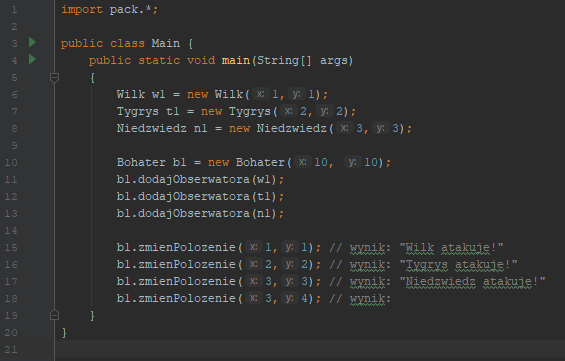 1 import pack.*;
2
3 public class Main {
4 public static void main(String[] args)
5 {
6 Wilk w1 = new Wilk( x: 1, y: 1);
7 Tygrys t1 = new Tygrys( x: 2, y: 2);
8 Niedzwiedz n1 = new Niedzwiedz( x: 3, y: 3);
9
10 Bohater b1 = new Bohater( x: 10, y: 10);
11 b1.dodajObserwatora(w1);
12 b1.dodajObserwatora(t1);
13 b1.dodajObserwatora(n1);
14
15 b1.zmienPolozenie( x: 1, y: 1); // wynik: "Wilk atakuje!"
16 b1.zmienPolozenie( x: 2, y: 2); // wynik: "Tygrys atakuje!"
17 b1.zmienPolozenie( x: 3, y: 3); // wynik: "Niedzwiedz atakuje!"
18 b1.zmienPolozenie( x: 3, y: 4); // wynik:
19 }
20 }
21